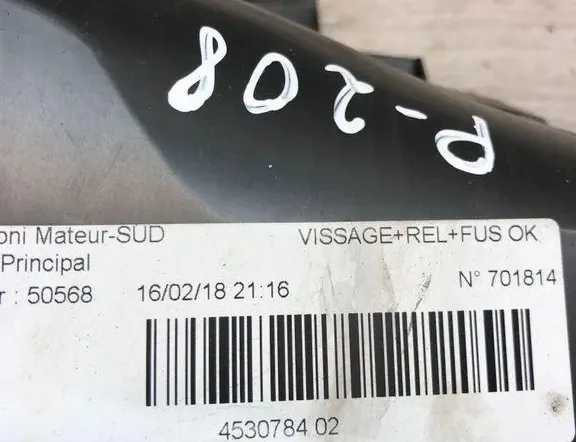 P-208
oni Mateur-SUD VISSAGE+REL+FUS OK
Principal
r : 50568 16/02/18 21:16 N° 701814
4530784 02